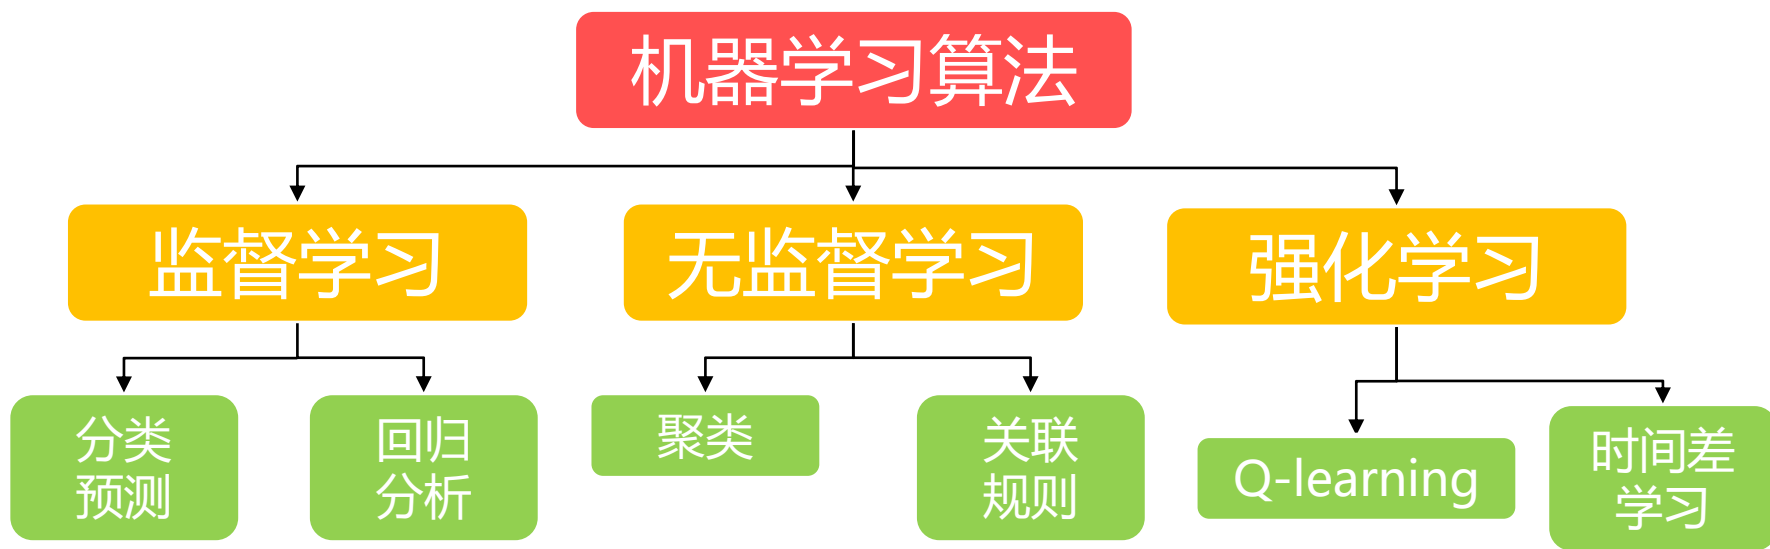 机器学习算法
监督学习
无监督学习
强化学习
分类
预测
回归
分析
聚类
关联
规则
Q-learning
时间差
学习